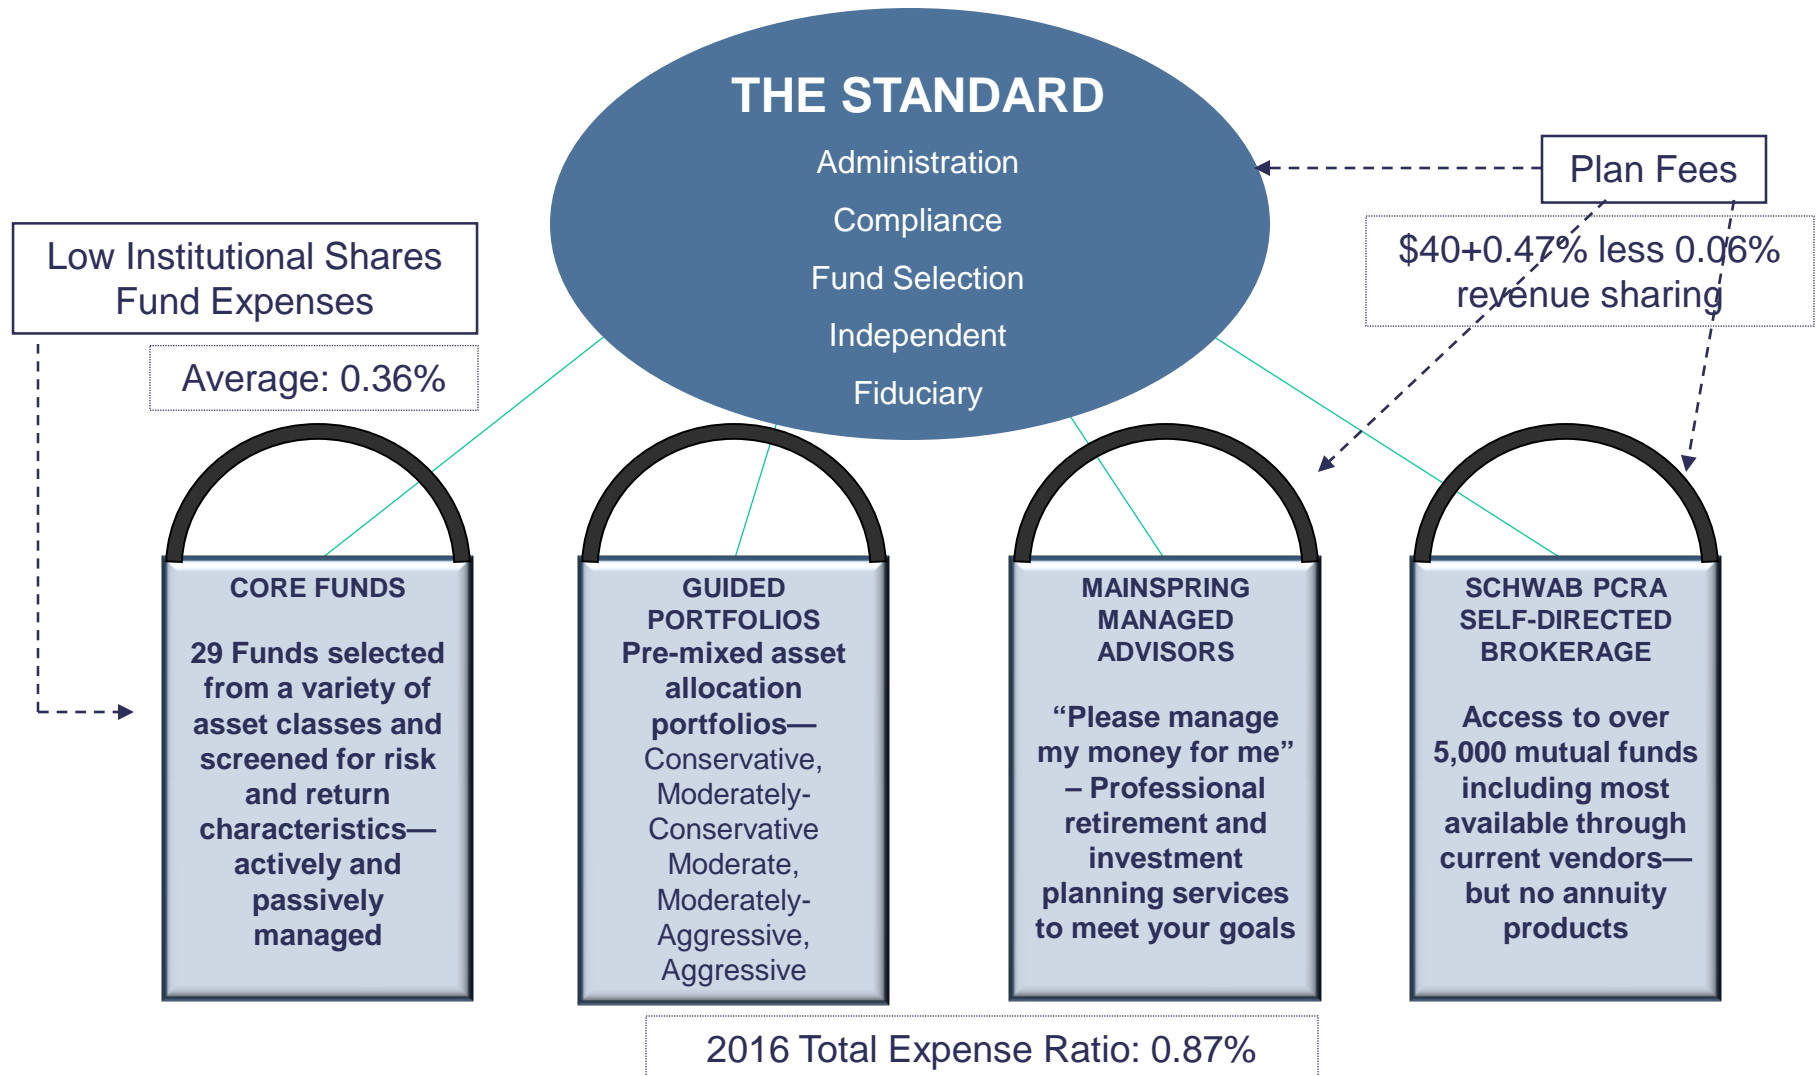 THE STANDARD
Administration
Compliance
Fund Selection
Independent
Fiduciary
Plan Fees
$40+0.47% less 0.06%
revenue sharing
Low Institutional Shares
Fund Expenses
Average: 0.36%
CORE FUNDS
29 Funds selected
from a variety of
asset classes and
screened for risk
and return
characteristics—
actively and
passively
managed
GUIDED
PORTFOLIOS
Pre-mixed asset
allocation
portfolios—
Conservative,
Moderately-
Conservative
Moderate,
Moderately-
Aggressive,
Aggressive
MAINSPRING
MANAGED
ADVISORS
“Please manage
my money for me”
– Professional
retirement and
investment
planning services
to meet your goals
SCHWAB PCRA
SELF-DIRECTED
BROKERAGE
Access to over
5,000 mutual funds
including most
available through
current vendors—
but no annuity
products
2016 Total Expense Ratio: 0.87%